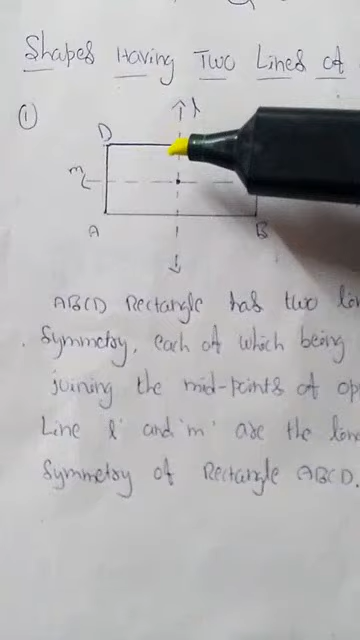 Shapes Having Two Lines of
①
l
D
m
A
B
ABCD Rectangle has two
Symmetry, each of which being
joining the mid-points of
Line 'l' and 'm' are the
Symmetry of Rectangle ABCD.